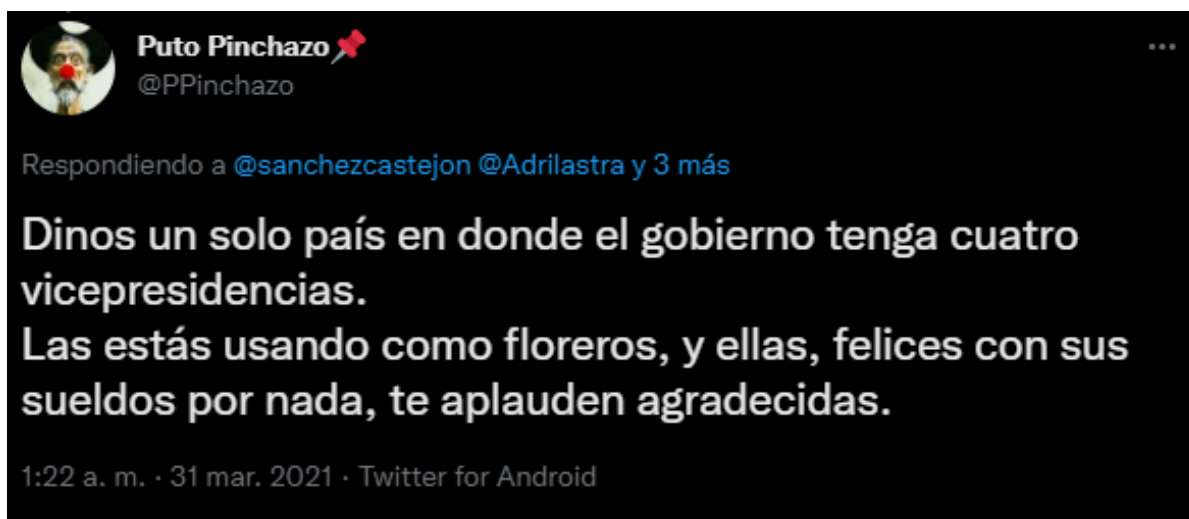 Puto Pinchazo📌
@PPinchazo
Respondiendo a @sanchezcastejon @Adrilastra y 3 más
Dinos un solo país en donde el gobierno tenga cuatro
vicepresidencias.
Las estás usando como floreros, y ellas, felices con sus
sueldos por nada, te aplauden agradecidas.
1:22 a. m. · 31 mar. 2021 · Twitter for Android